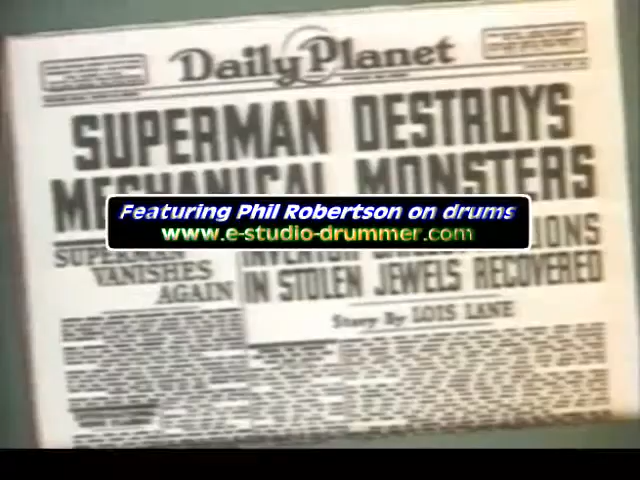 Daily Planet
SUPERMAN DESTROYS
MECHANICAL MONSTERS
Featuring Phil Robertson on drums
www.e-studio-drummer.com
SUPERMAN
VANISHES
AGAIN
INVENTOR
IN STOLEN JEWELS RECOVERED
Story By LOIS LANE